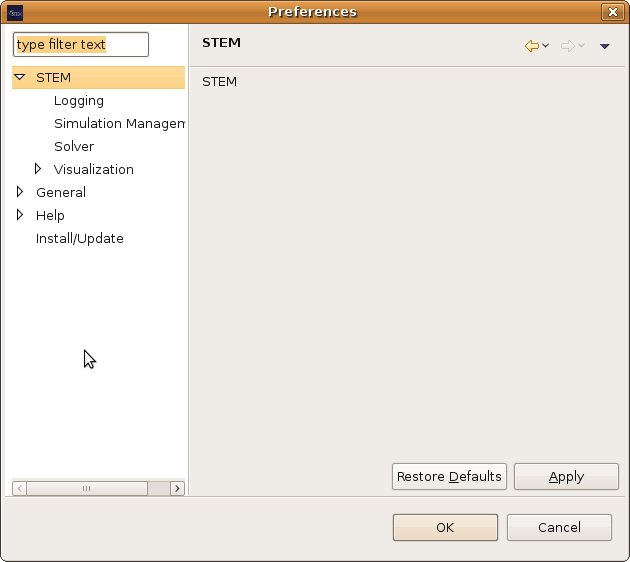 Preferences
type filter text
STEM
Logging
Simulation Managem
Solver
Visualization
General
Help
Install/Update
STEM
STEM
Restore Defaults
Apply
OK
Cancel